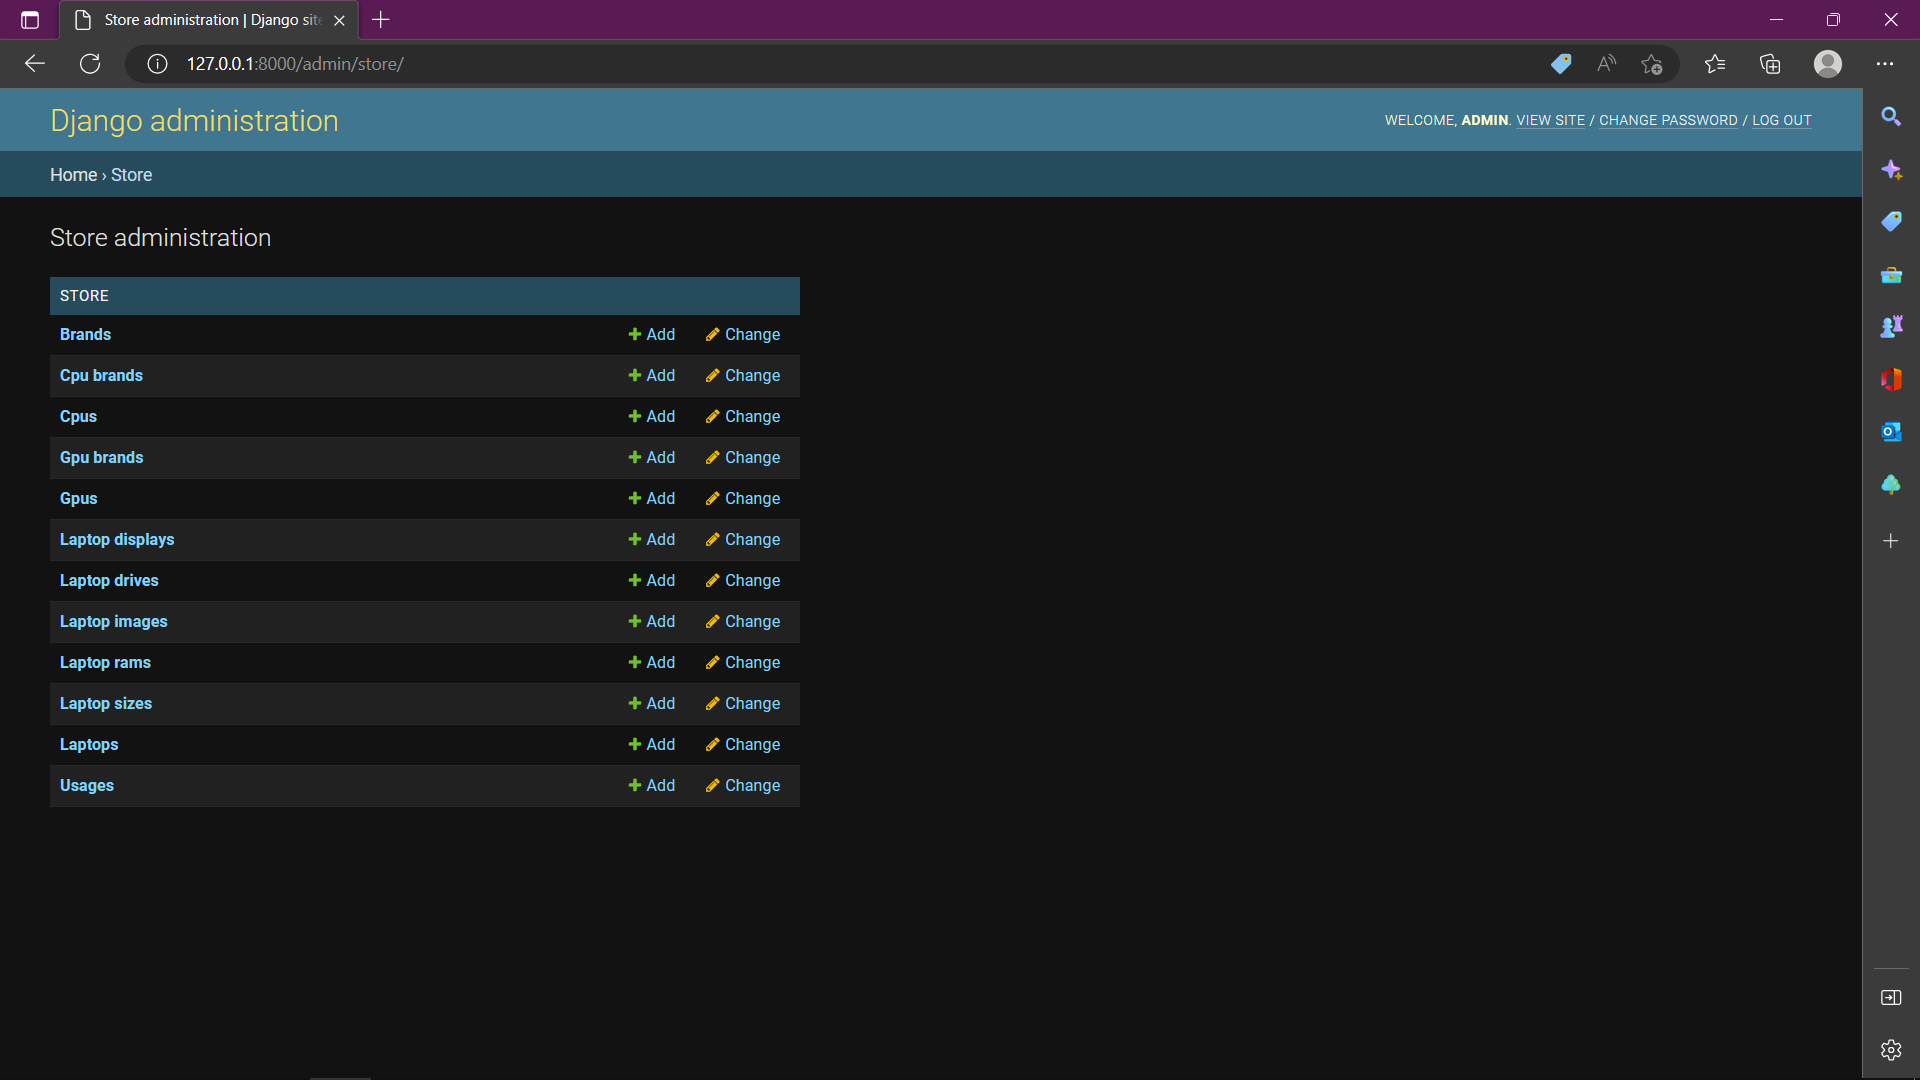 Store administration | Django site
127.0.0.1:8000/admin/store/
Django administration
WELCOME, ADMIN. VIEW SITE / CHANGE PASSWORD / LOG OUT
Home › Store
Store administration
STORE
Brands Add Change
Cpu brands Add Change
Cpus Add Change
Gpu brands Add Change
Gpus Add Change
Laptop displays Add Change
Laptop drives Add Change
Laptop images Add Change
Laptop rams Add Change
Laptop sizes Add Change
Laptops Add Change
Usages Add Change